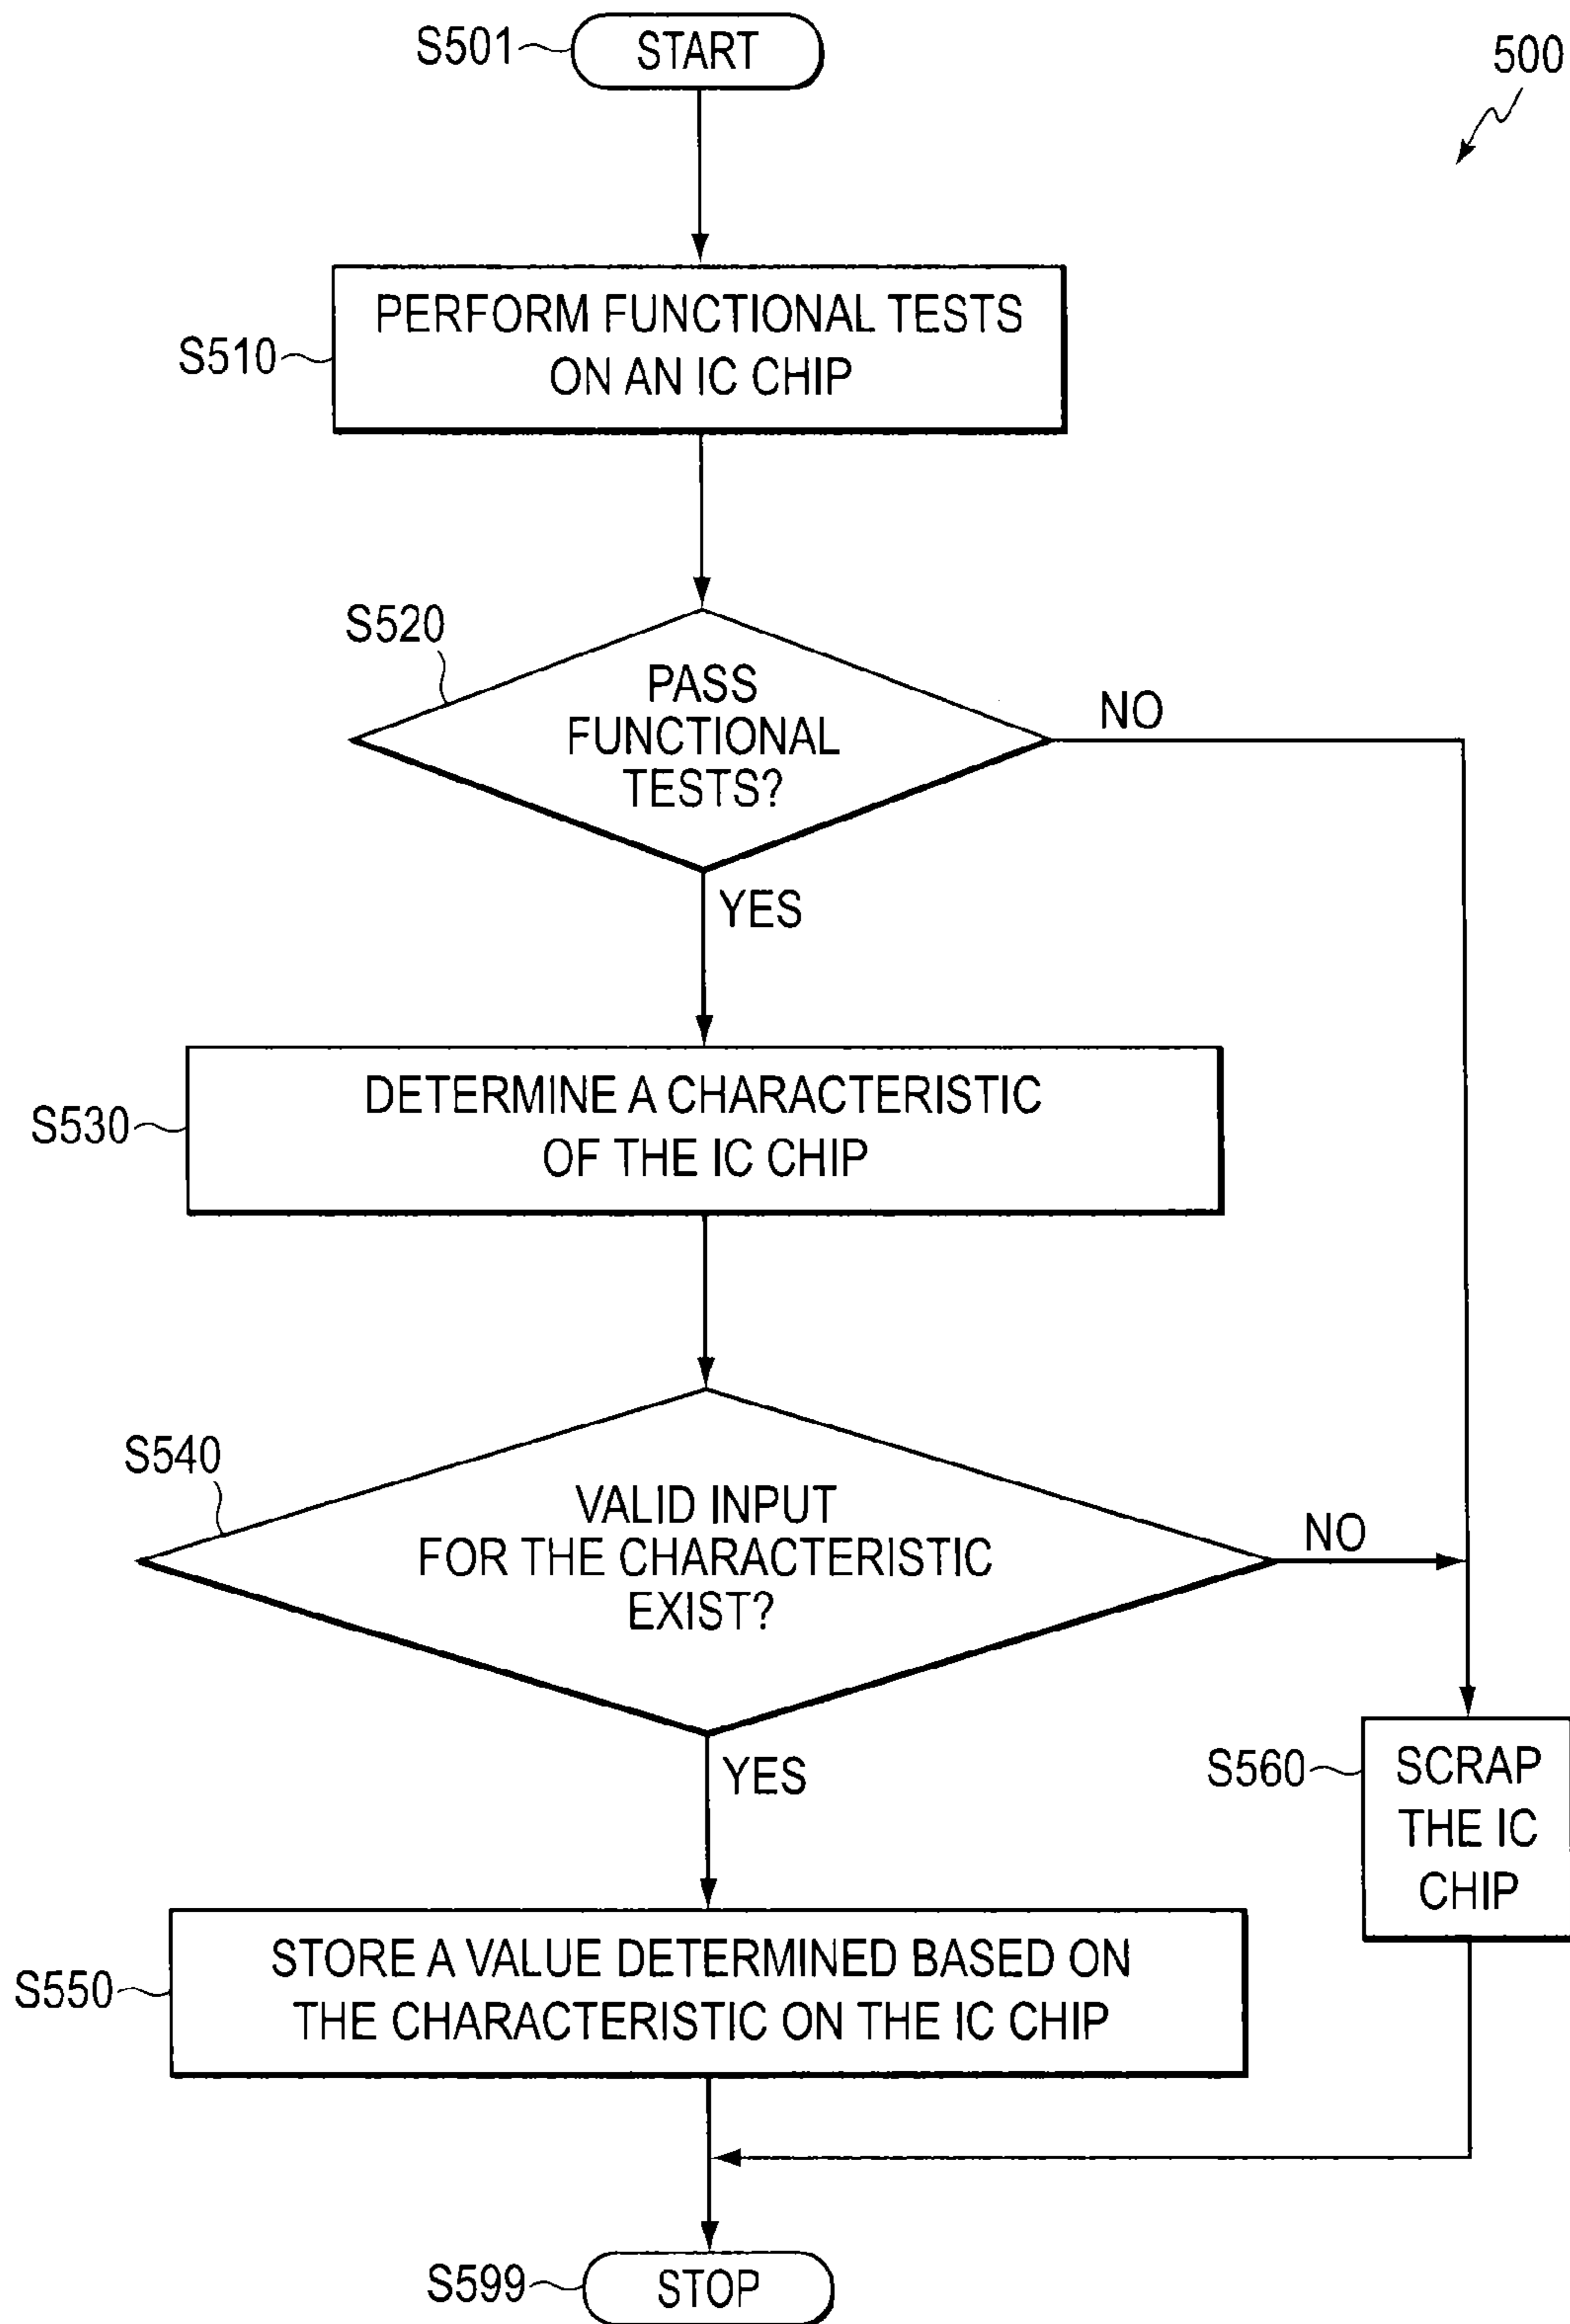 S501
START
500
PERFORM FUNCTIONAL TESTS
ON AN IC CHIP
S510
S520
PASS
FUNCTIONAL
TESTS?
NO
YES
DETERMINE A CHARACTERISTIC
OF THE IC CHIP
S530
S540
VALID INPUT
FOR THE CHARACTERISTIC
EXIST?
NO
YES
S560
SCRAP
THE IC
CHIP
STORE A VALUE DETERMINED BASED ON
THE CHARACTERISTIC ON THE IC CHIP
S550
S599
STOP